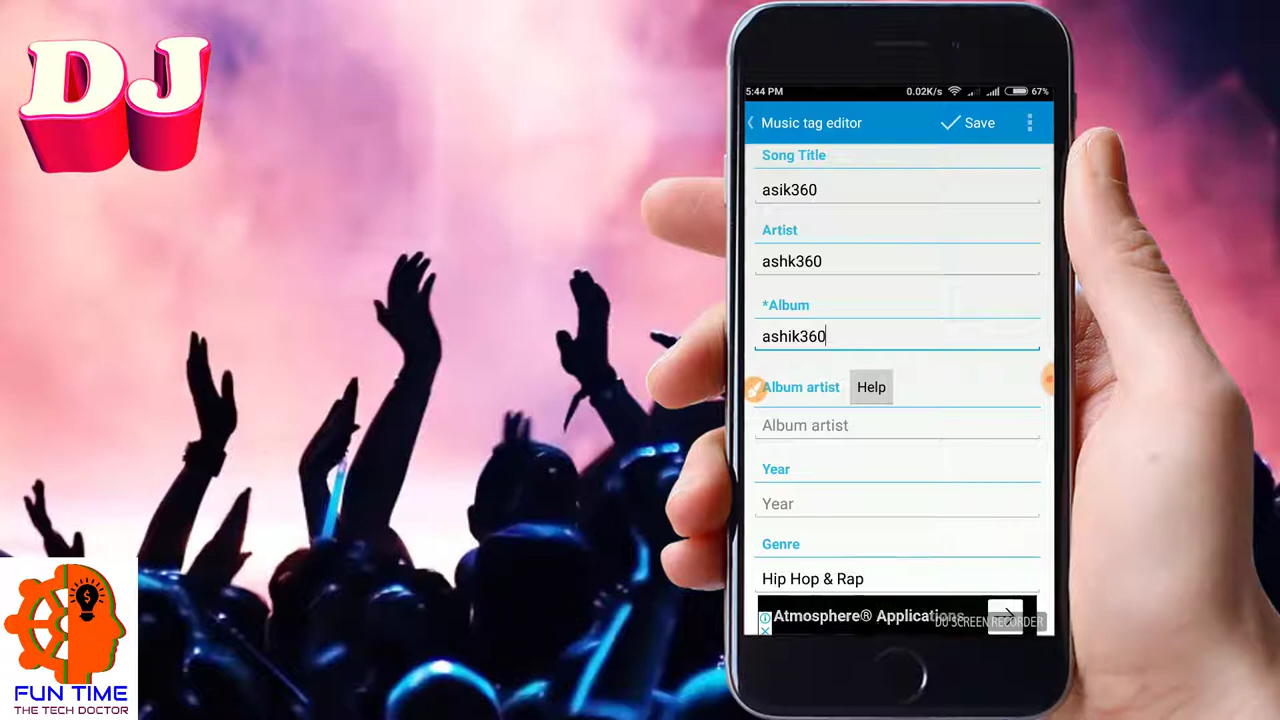 DJ
5:44 PM 0.02K/s 67%
Music tag editor Save
Song Title
asik360
Artist
ashk360
*Album
ashik360
Album artist Help
Album artist
Year
Year
Genre
Hip Hop & Rap
Atmosphere® Applications
DU SCREEN RECORDER
$
FUN TIME
THE TECH DOCTOR